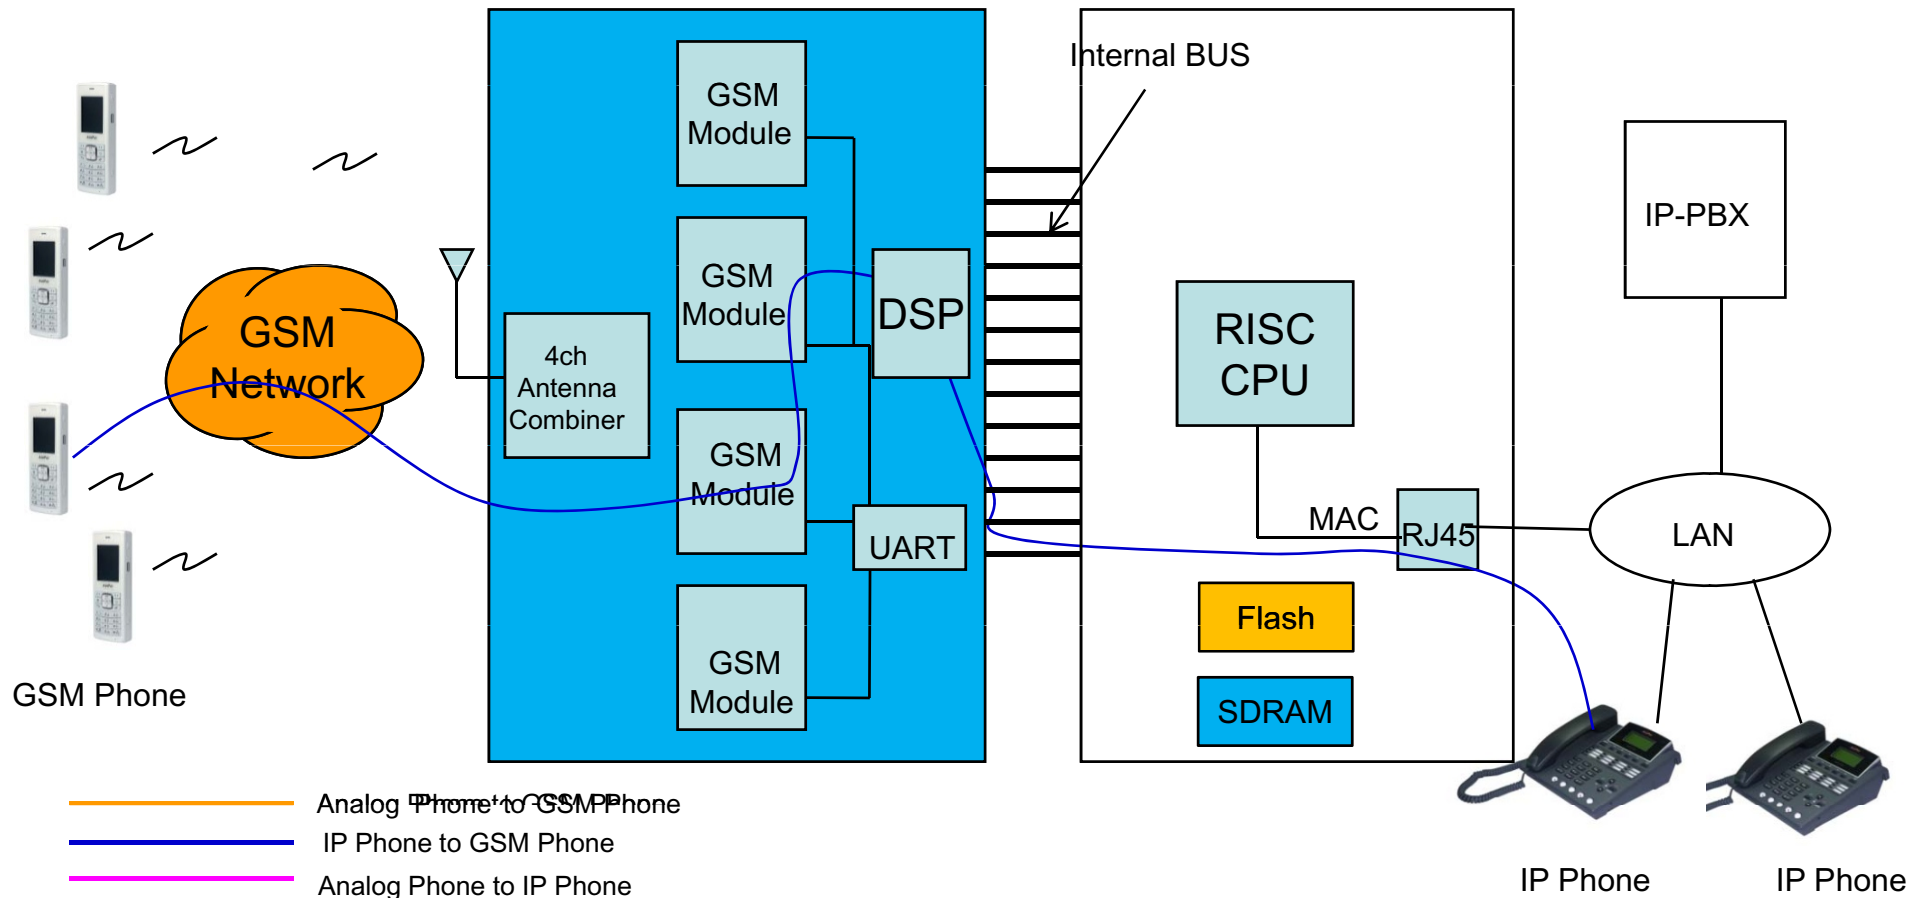 Internal BUS
GSM
Module
GSM
Module
GSM
Module
GSM
Module
4ch
Antenna
Combiner
DSP
UART
GSM
Network
GSM Phone
RISC
CPU
MAC
RJ45
Flash
SDRAM
IP-PBX
LAN
IP Phone
IP Phone
Analog Phone to GSM Phone
IP Phone to GSM Phone
Analog Phone to IP Phone